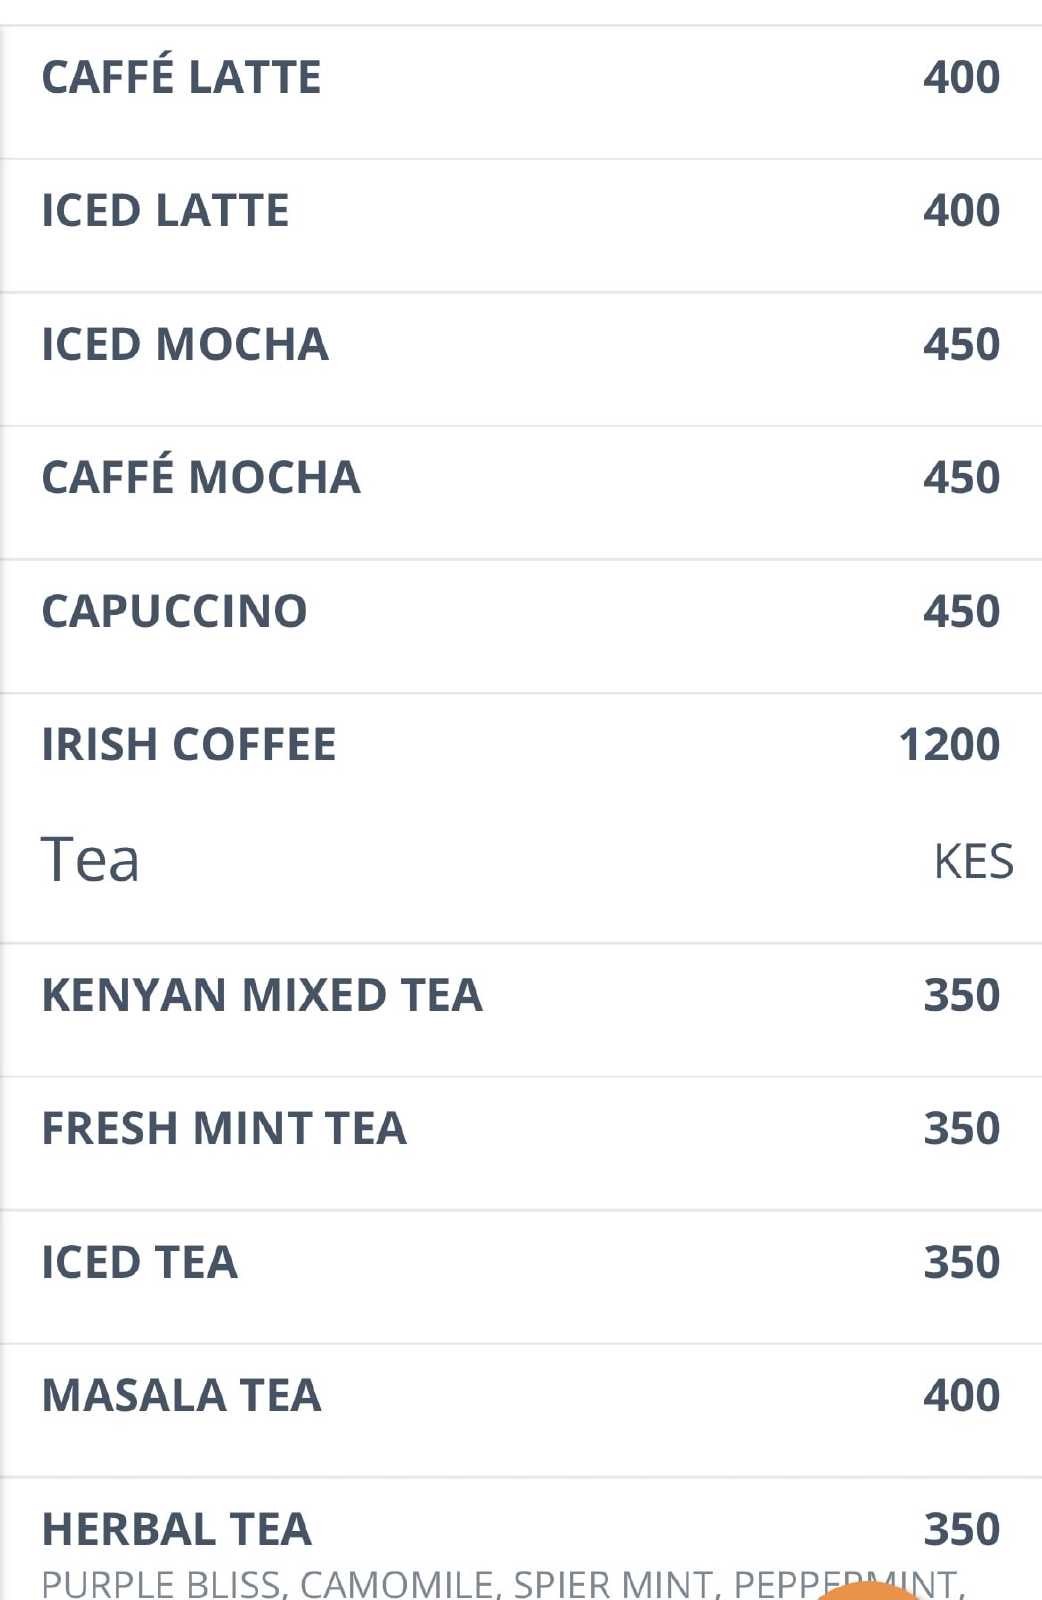 CAFFÉ LATTE 400
ICED LATTE 400
ICED MOCHA 450
CAFFÉ MOCHA 450
CAPUCCINO 450
IRISH COFFEE 1200
Tea KES
KENYAN MIXED TEA 350
FRESH MINT TEA 350
ICED TEA 350
MASALA TEA 400
HERBAL TEA 350
PURPLE BLISS, CAMOMILE, SPIER MINT, PEPPERMINT,